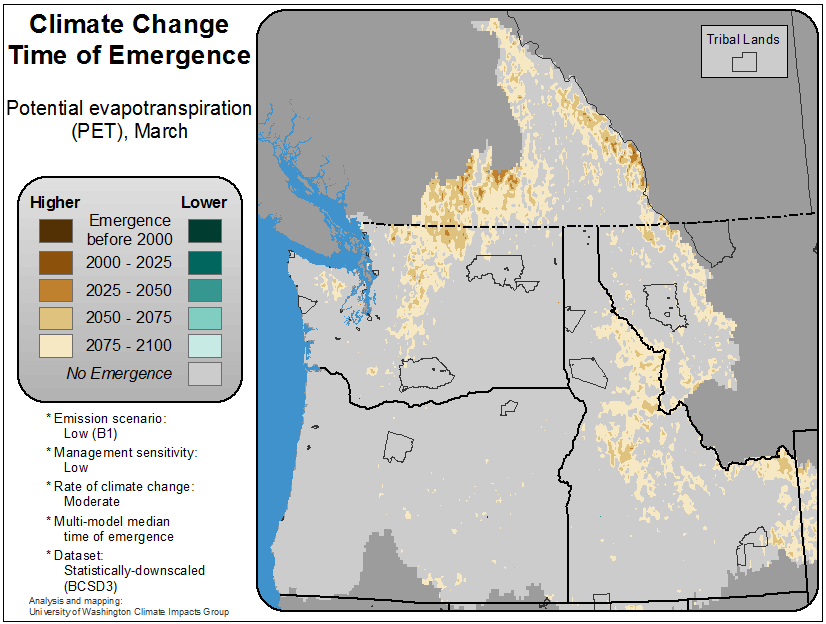 Climate Change
Time of Emergence
Potential evapotranspiration
(PET), March
Higher
Lower
Emergence
before 2000
2000 - 2025
2025 - 2050
2050 - 2075
2075 - 2100
No Emergence
* Emission scenario:
Low (B1)
* Management sensitivity:
Low
* Rate of climate change:
Moderate
* Multi-model median
time of emergence
* Dataset:
Statistically-downscaled
(BCSD3)
Analysis and mapping:
University of Washington Climate Impacts Group
Tribal Lands